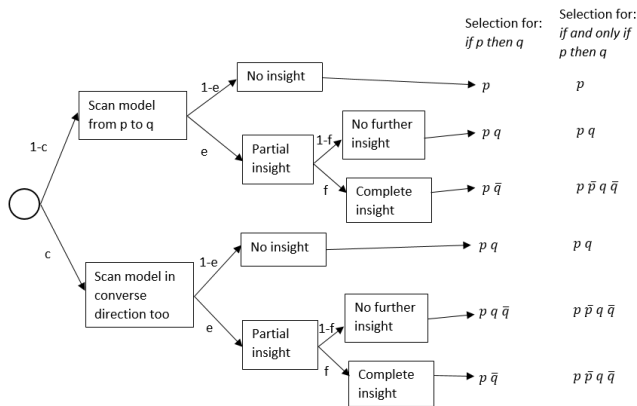 Selection for:
if p then q
Selection for:
if and only if
p then q
1-e
No insight
p
p
Scan model
from p to q
1-c
e
Partial
insight
1-f
No further
insight
p q
p q
f
Complete
insight
p q̄
p p̄ q q̄
c
Scan model in
converse
direction too
1-e
No insight
p q
p q
e
Partial
insight
1-f
No further
insight
p q q̄
p p̄ q q̄
f
Complete
insight
p q̄
p p̄ q q̄